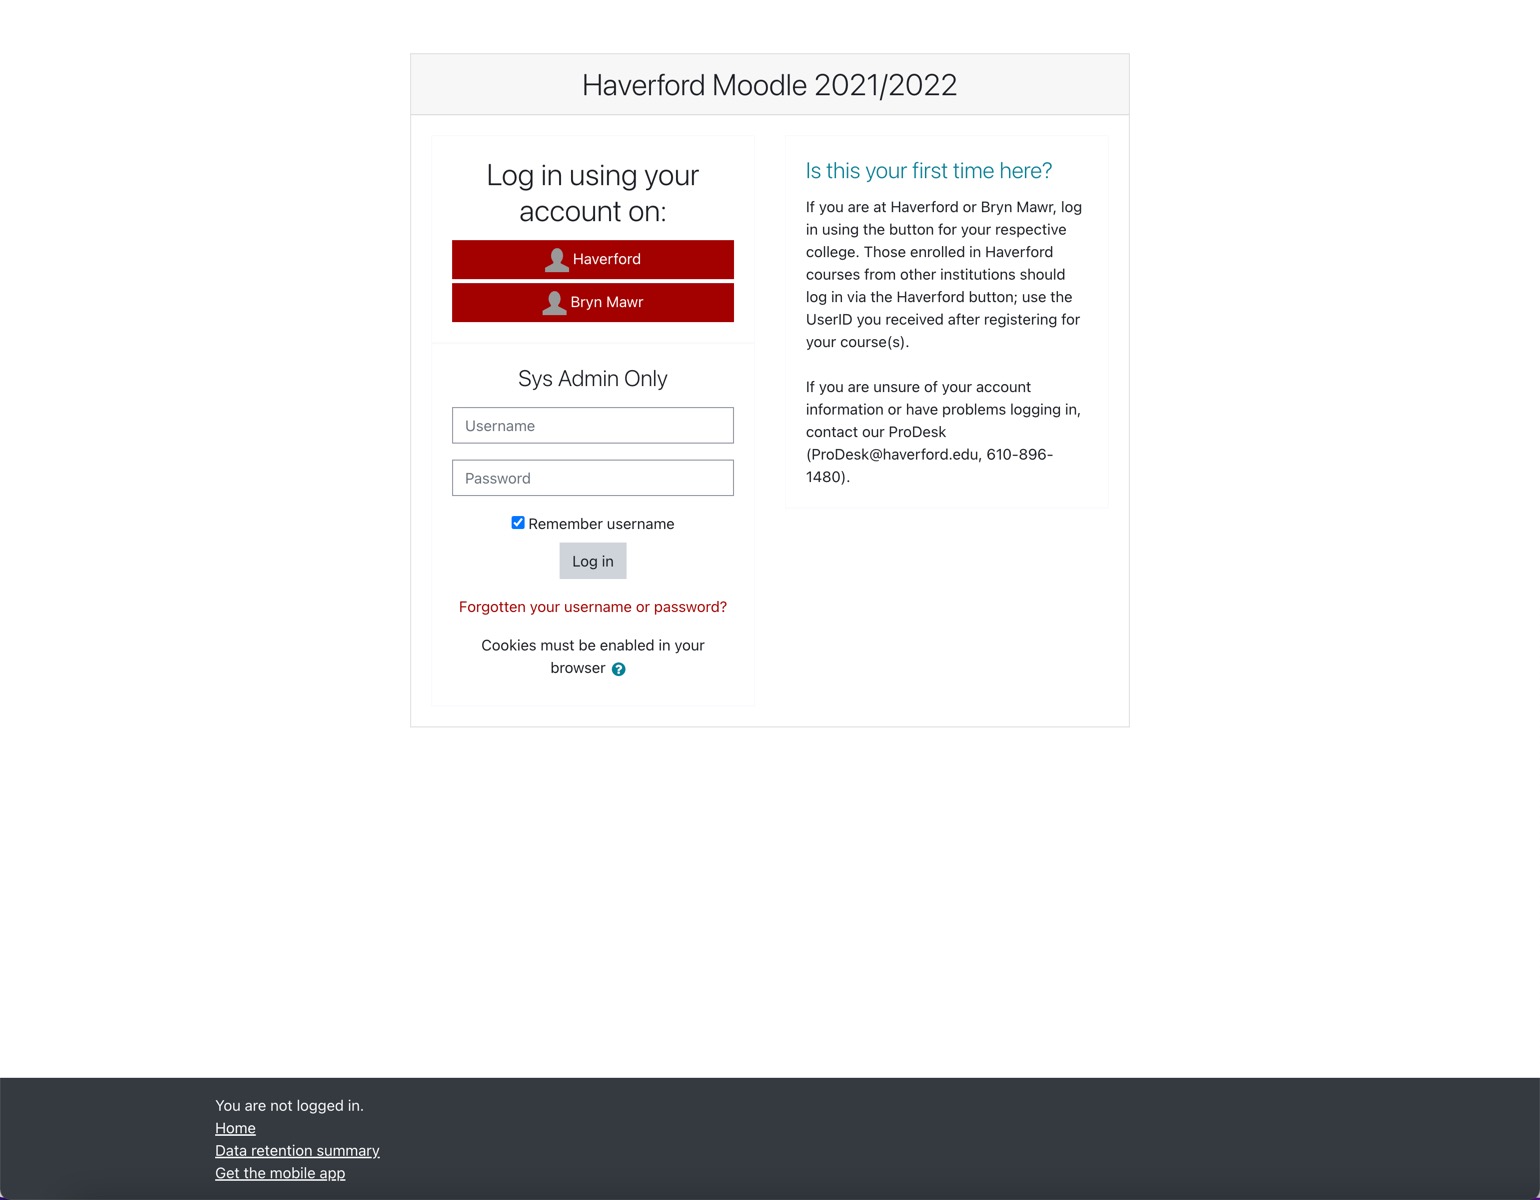 Haverford Moodle 2021/2022
Log in using your
account on:
Haverford
Bryn Mawr
Sys Admin Only
Username
Password
Remember username
Log in
Forgotten your username or password?
Cookies must be enabled in your
browser
Is this your first time here?
If you are at Haverford or Bryn Mawr, log
in using the button for your respective
college. Those enrolled in Haverford
courses from other institutions should
log in via the Haverford button; use the
UserID you received after registering for
your course(s).
If you are unsure of your account
information or have problems logging in,
contact our ProDesk
(ProDesk@haverford.edu, 610-896-
1480).
You are not logged in.
Home
Data retention summary
Get the mobile app